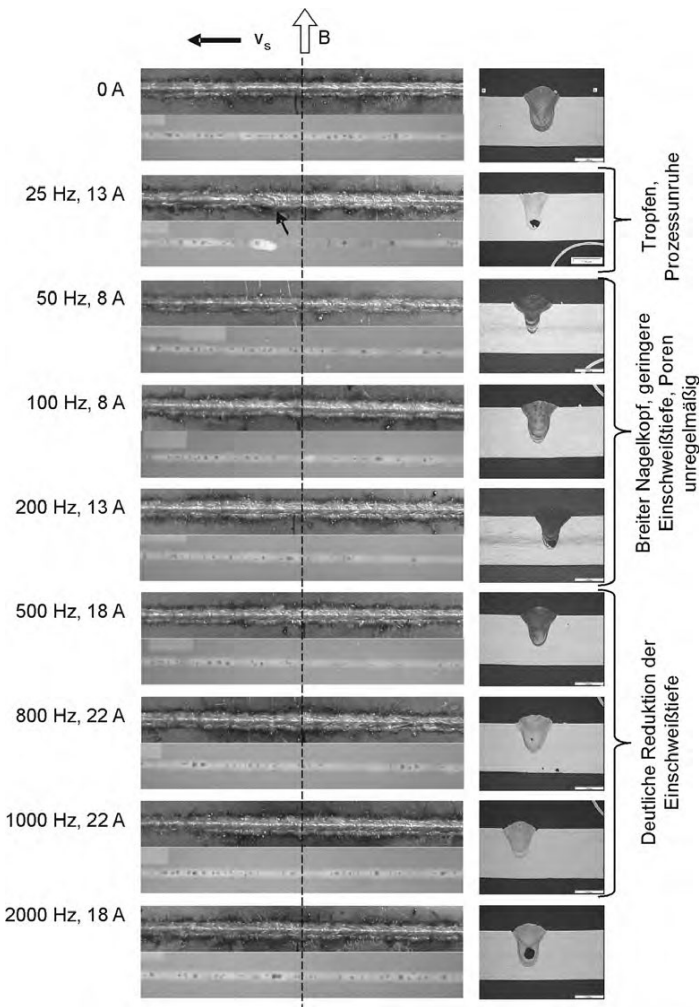 vs
B
0 A
25 Hz, 13 A
50 Hz, 8 A
100 Hz, 8 A
200 Hz, 13 A
500 Hz, 18 A
800 Hz, 22 A
1000 Hz, 22 A
2000 Hz, 18 A
Tropfen,
Prozessunruhe
Breiter Nagelkopf, geringere
Einschweißtiefe, Poren
unregelmäßig
Deutliche Reduktion der
Einschweißtiefe